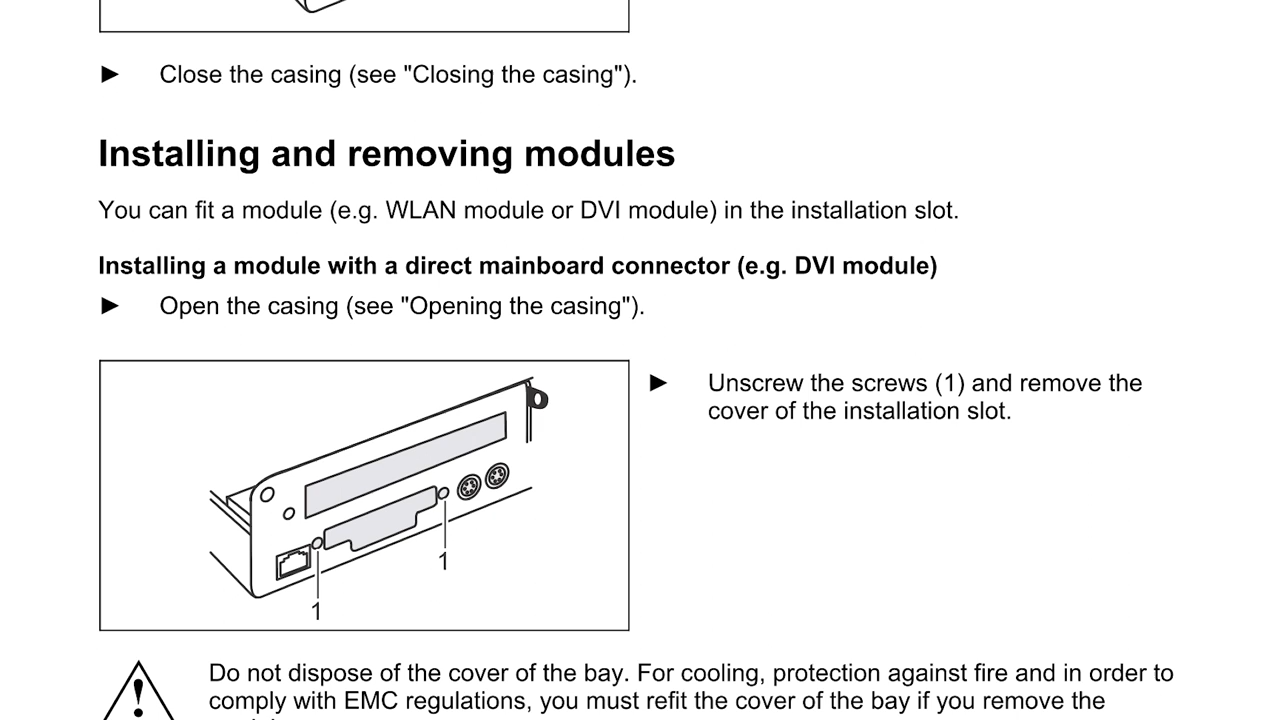 ► Close the casing (see "Closing the casing").
Installing and removing modules
You can fit a module (e.g. WLAN module or DVI module) in the installation slot.
Installing a module with a direct mainboard connector (e.g. DVI module)
► Open the casing (see "Opening the casing").
► Unscrew the screws (1) and remove the
cover of the installation slot.
1
1
Do not dispose of the cover of the bay. For cooling, protection against fire and in order to
comply with EMC regulations, you must refit the cover of the bay if you remove the